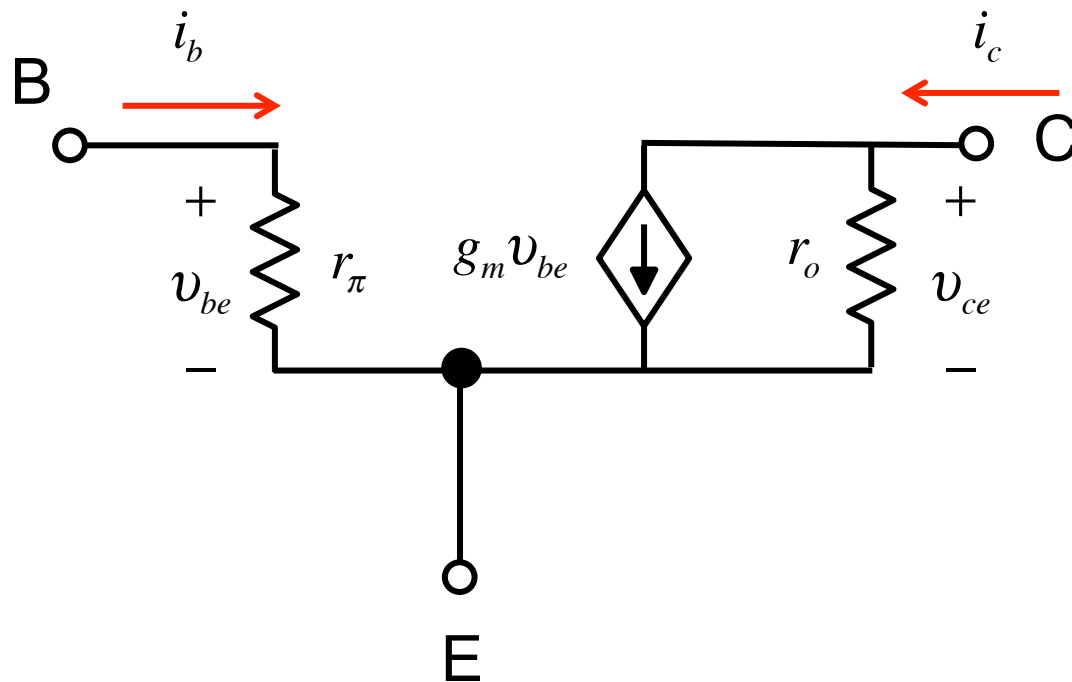 i_b
i_c
B
C
+
+
υ_be
r_π
g_m υ_be
r_o
υ_ce
−
−
E